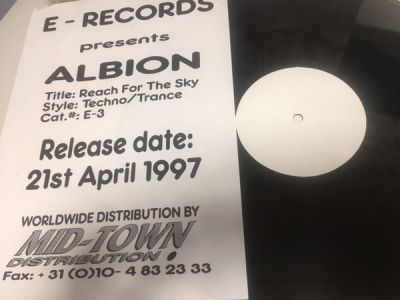 E - RECORDS
presents
ALBION
Title: Reach For The Sky
Style: Techno/Trance
Cat.#: E-3
Release date:
21st April 1997
WORLDWIDE DISTRIBUTION BY
MID-TOWN
DISTRIBUTION
Fax: + 31 (0)10- 4 83 23 33